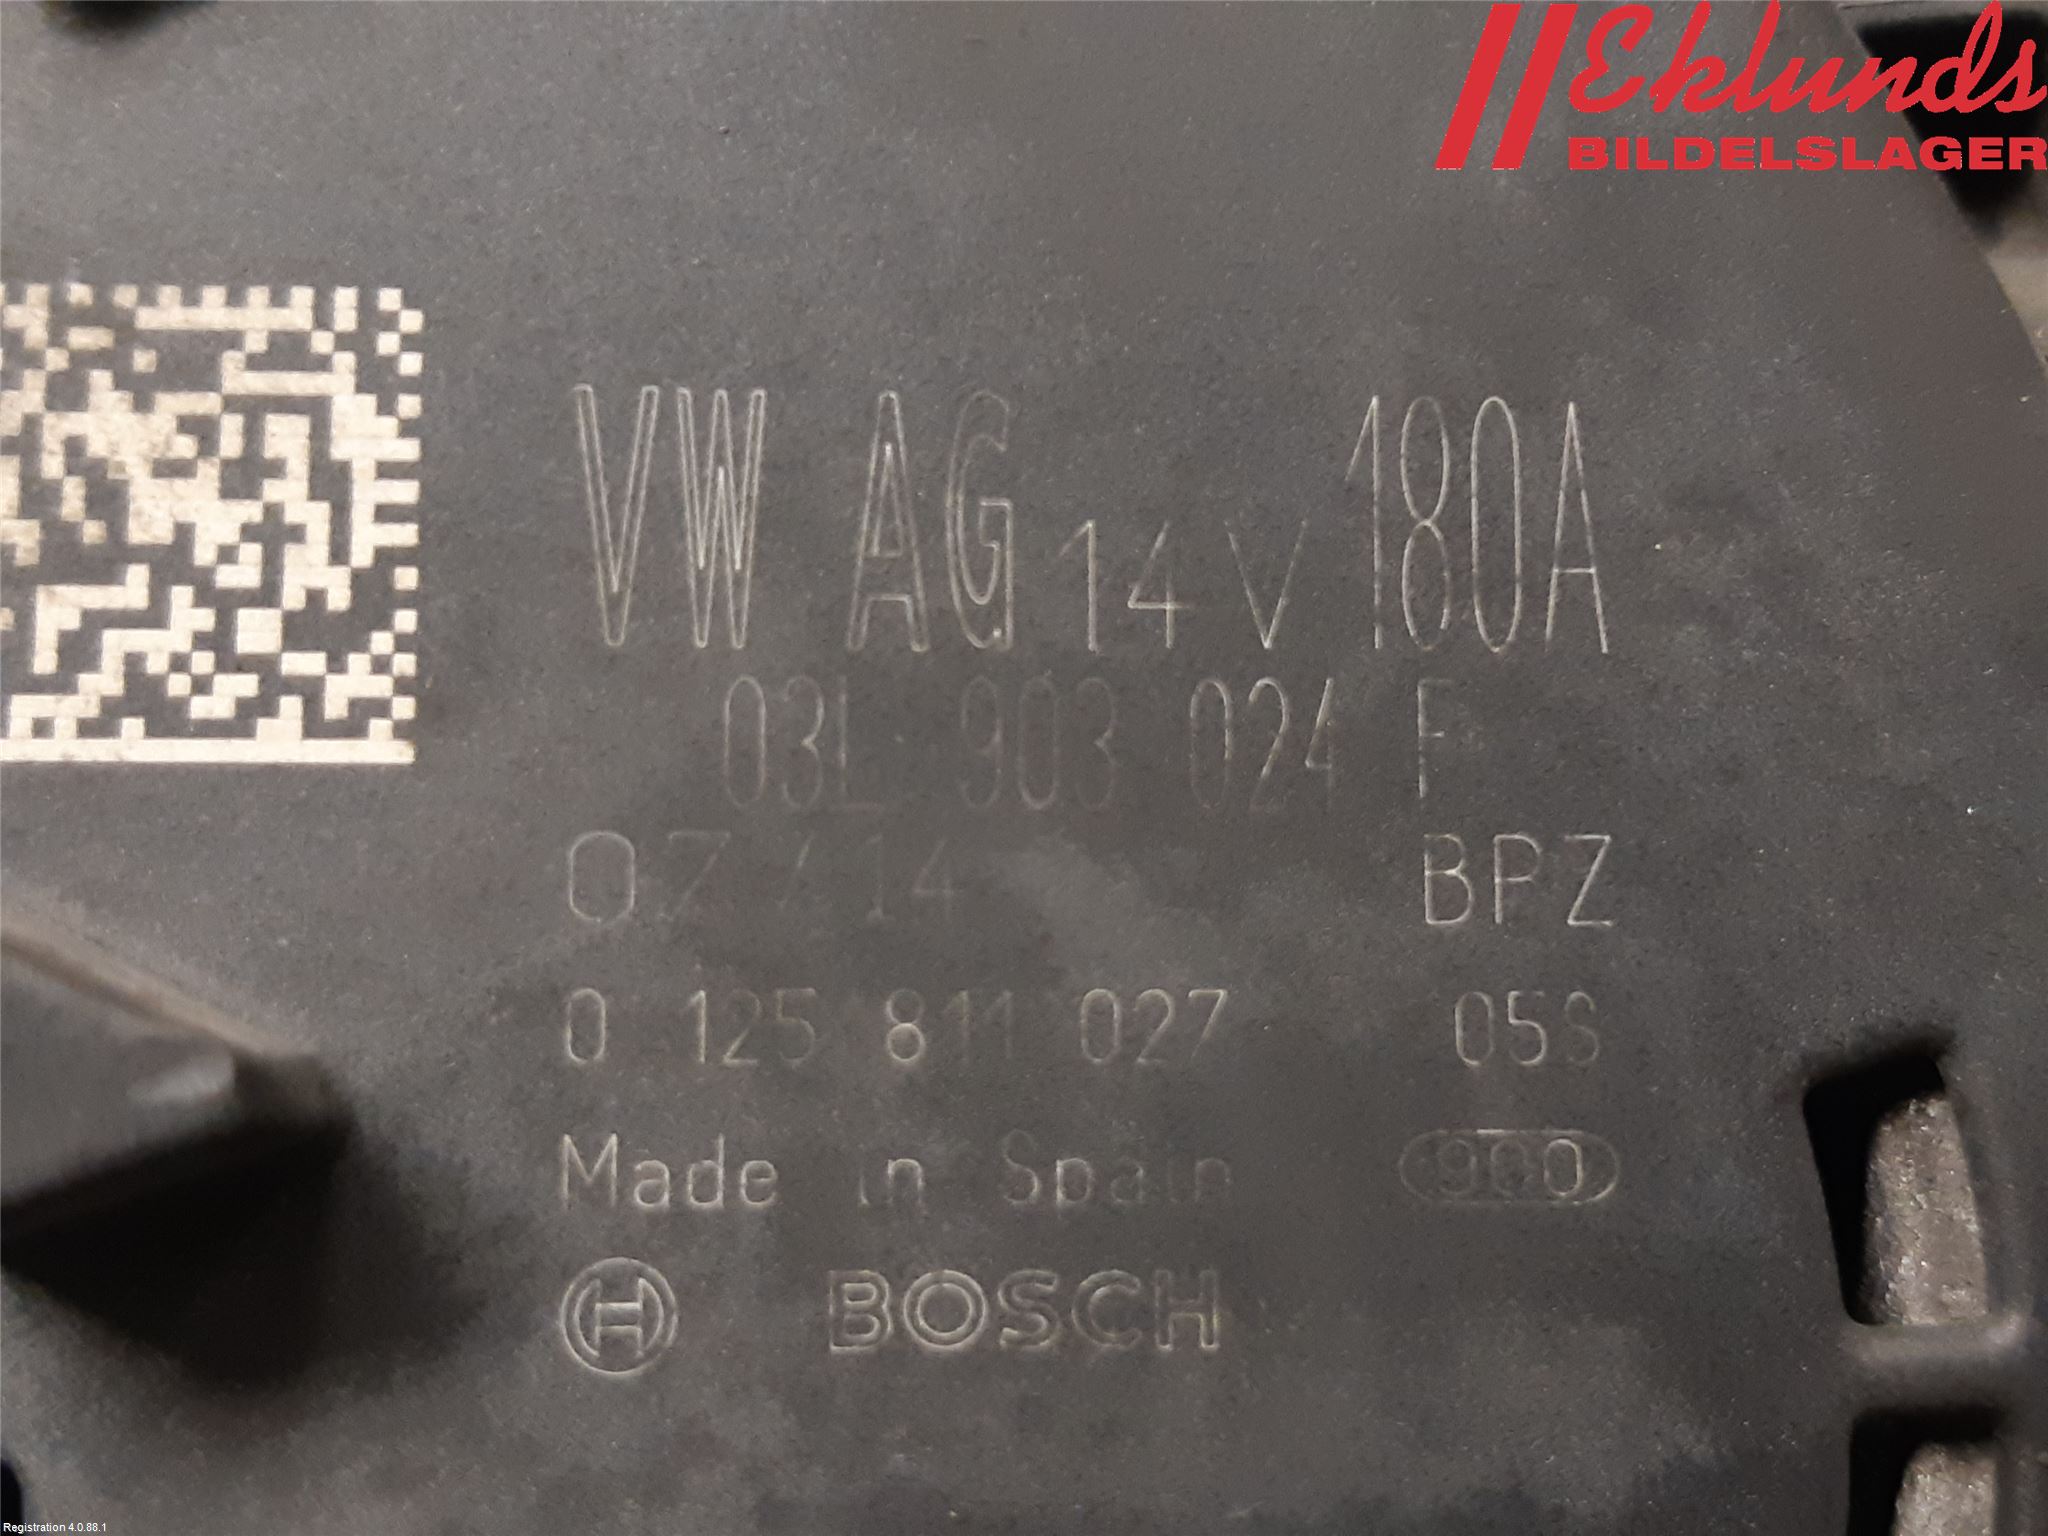 Eklunds
BILDELSLAGER
VW AG 14 V 180A
03L 903 024 F
07/14 BPZ
0 125 811 027 05S
Made in Spain 900
BOSCH
Registration 4.0.88.1